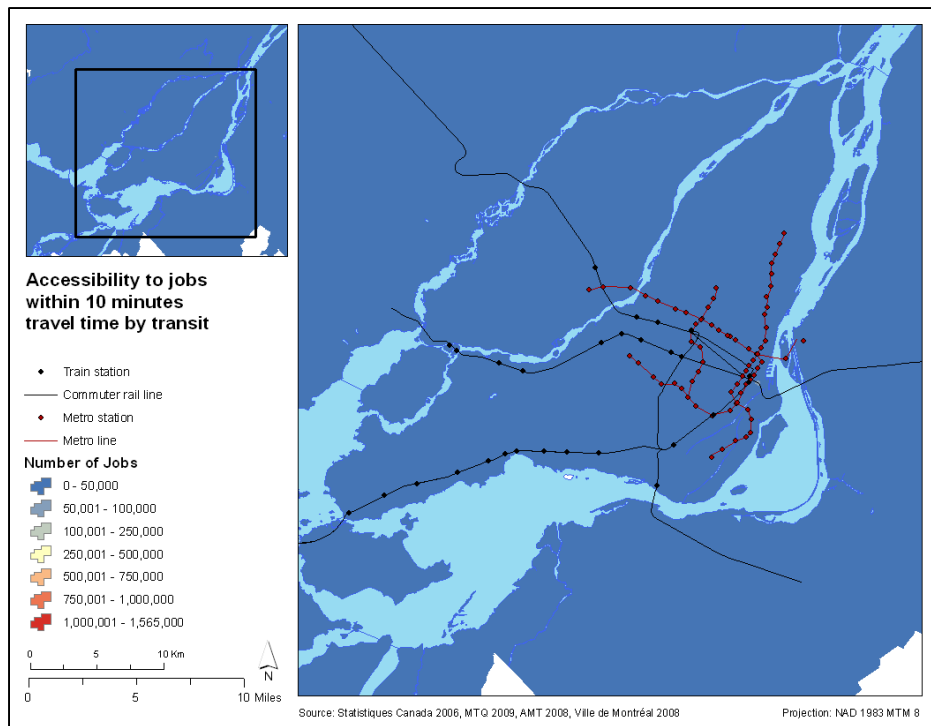 Accessibility to jobs
within 10 minutes
travel time by transit
Train station
Commuter rail line
Metro station
Metro line
Number of Jobs
0 - 50,000
50,001 - 100,000
100,001 - 250,000
250,001 - 500,000
500,001 - 750,000
750,001 - 1,000,000
1,000,001 - 1,565,000
0 5 10 Km
N
0 5 10 Miles
Source: Statistiques Canada 2006, MTQ 2009, AMT 2008, Ville de Montréal 2008
Projection: NAD 1983 MTM 8